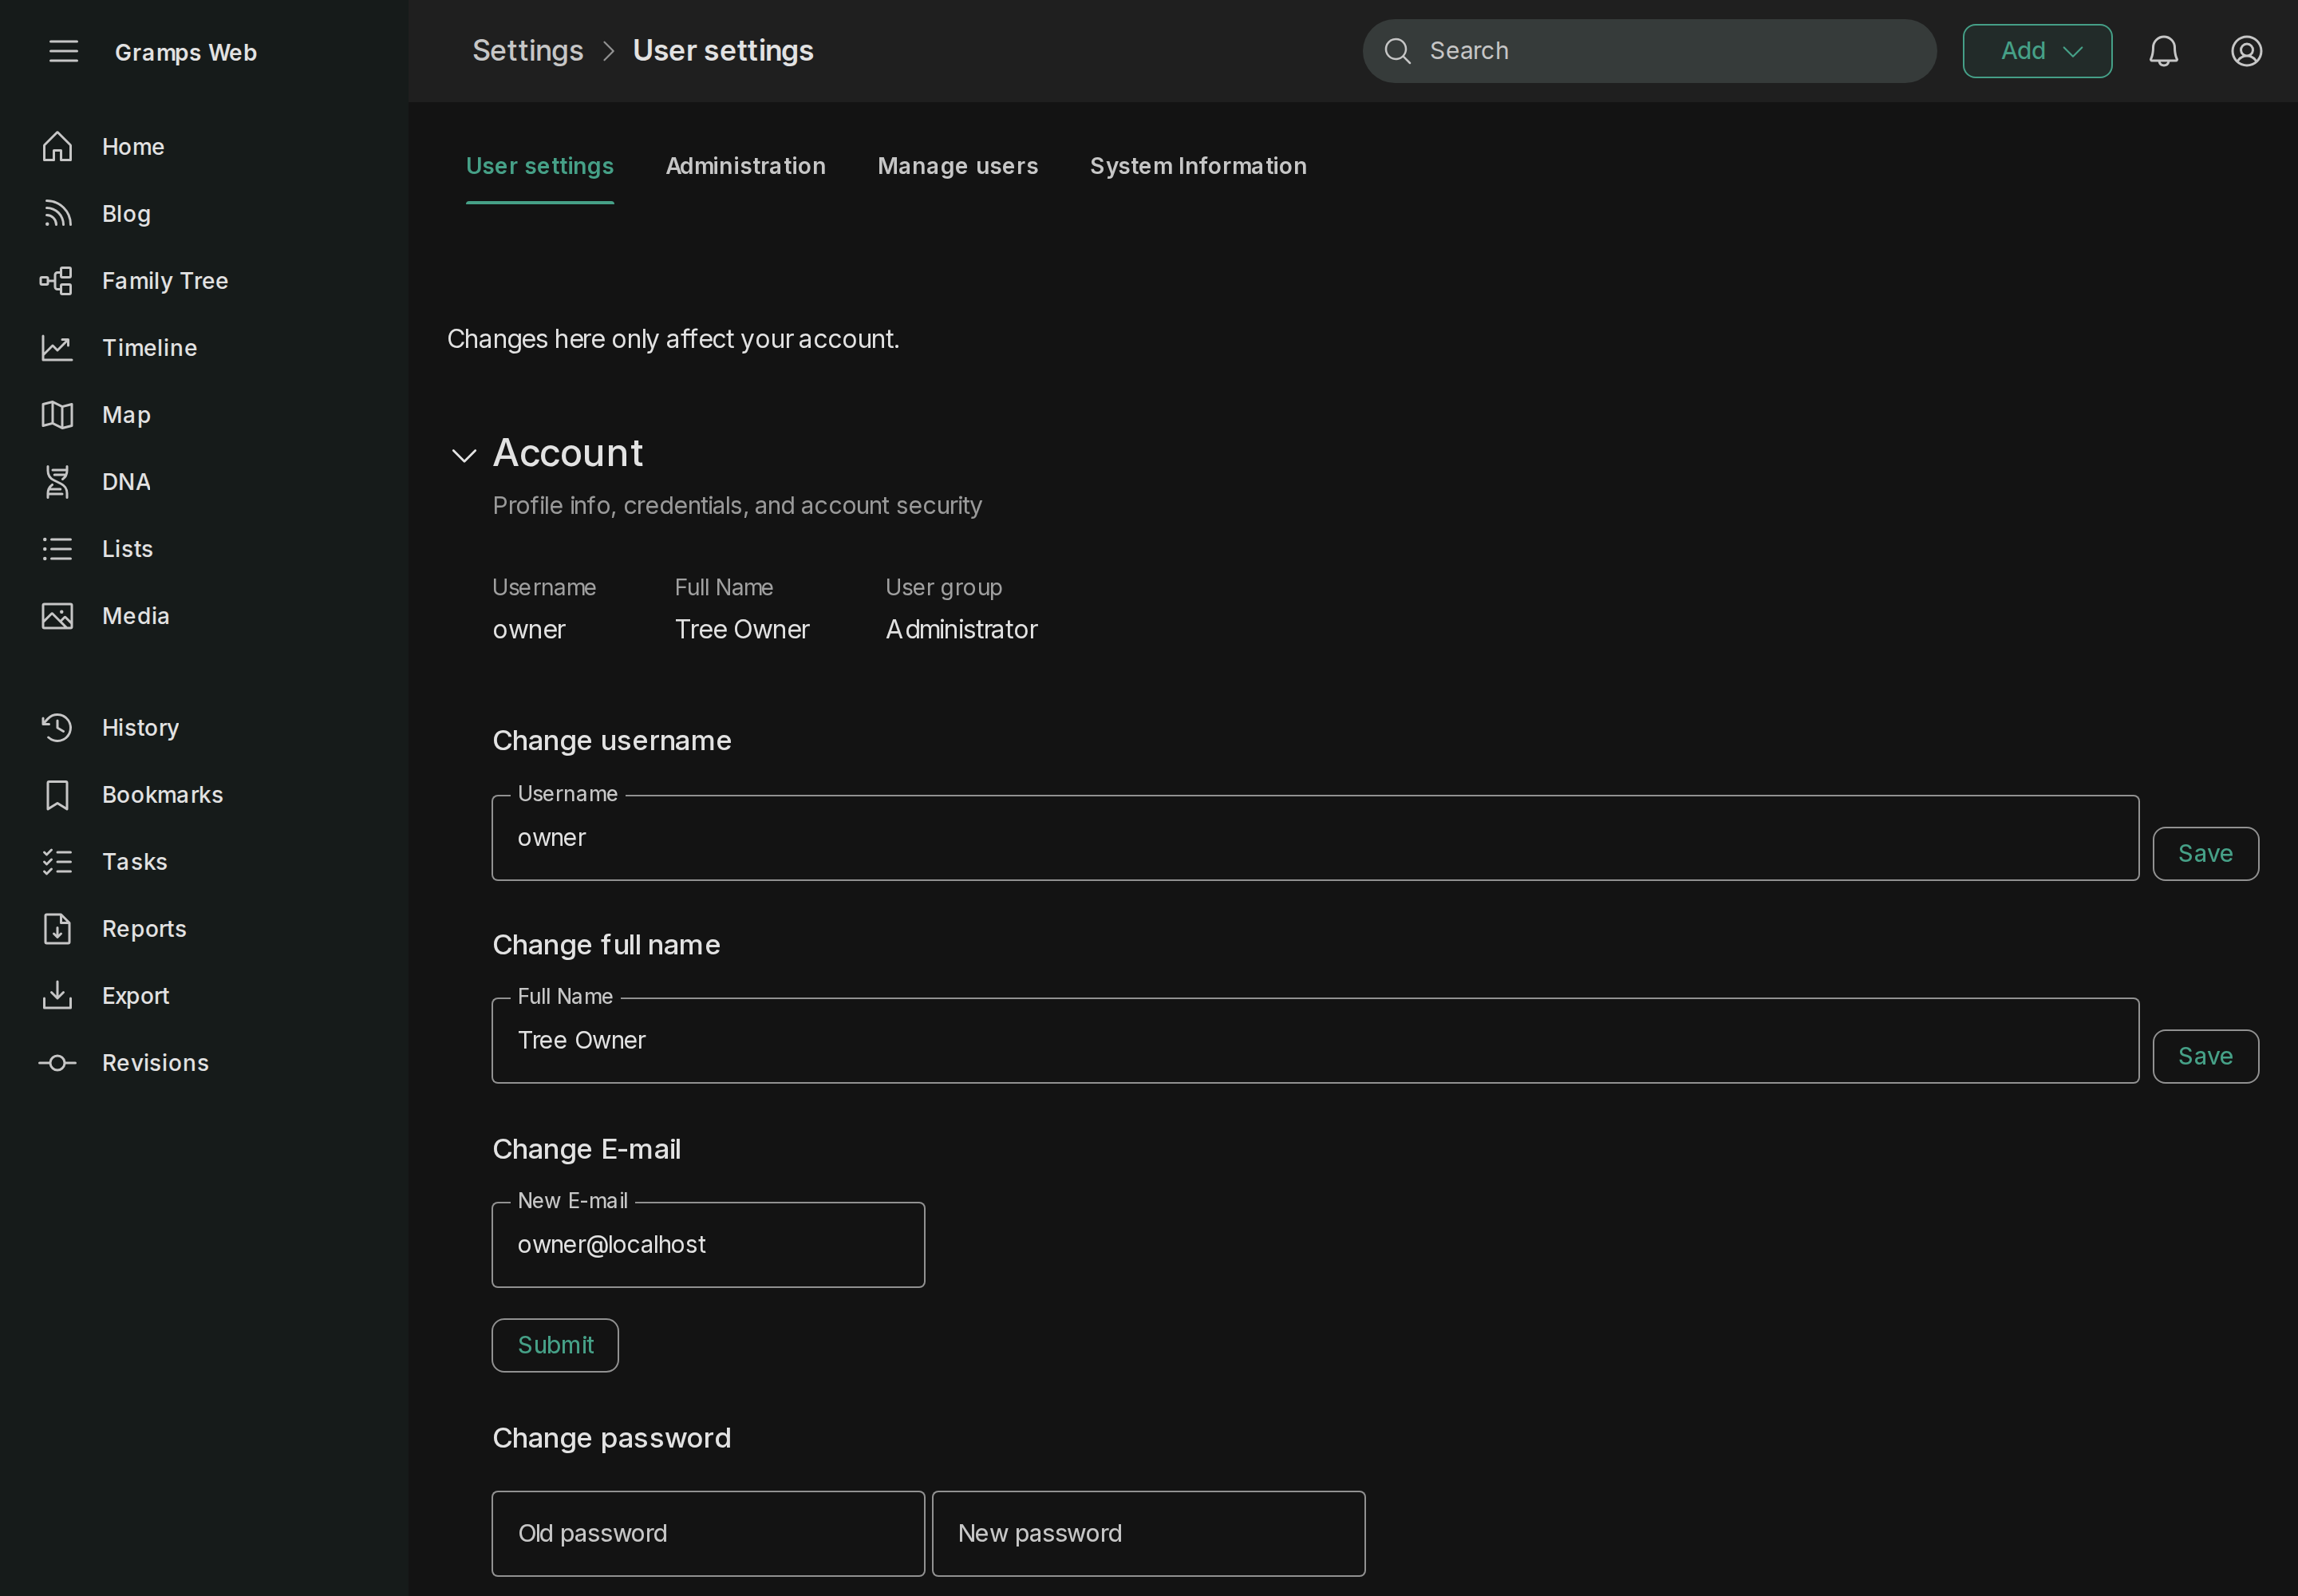 Gramps Web
Home
Blog
Family Tree
Timeline
Map
DNA
Lists
Media
History
Bookmarks
Tasks
Reports
Export
Revisions
Settings > User settings
Search
Add
User settings
Administration
Manage users
System Information
Changes here only affect your account.
Account
Profile info, credentials, and account security
Username
owner
Full Name
Tree Owner
User group
Administrator
Change username
Username
owner
Save
Change full name
Full Name
Tree Owner
Save
Change E-mail
New E-mail
owner@localhost
Submit
Change password
Old password
New password